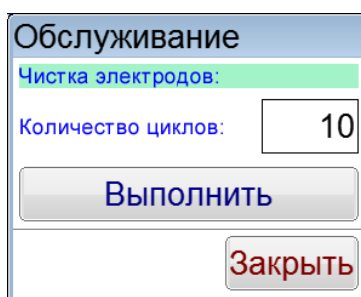 Обслуживание
Чистка электродов:
Количество циклов: 10
Выполнить
Закрыть